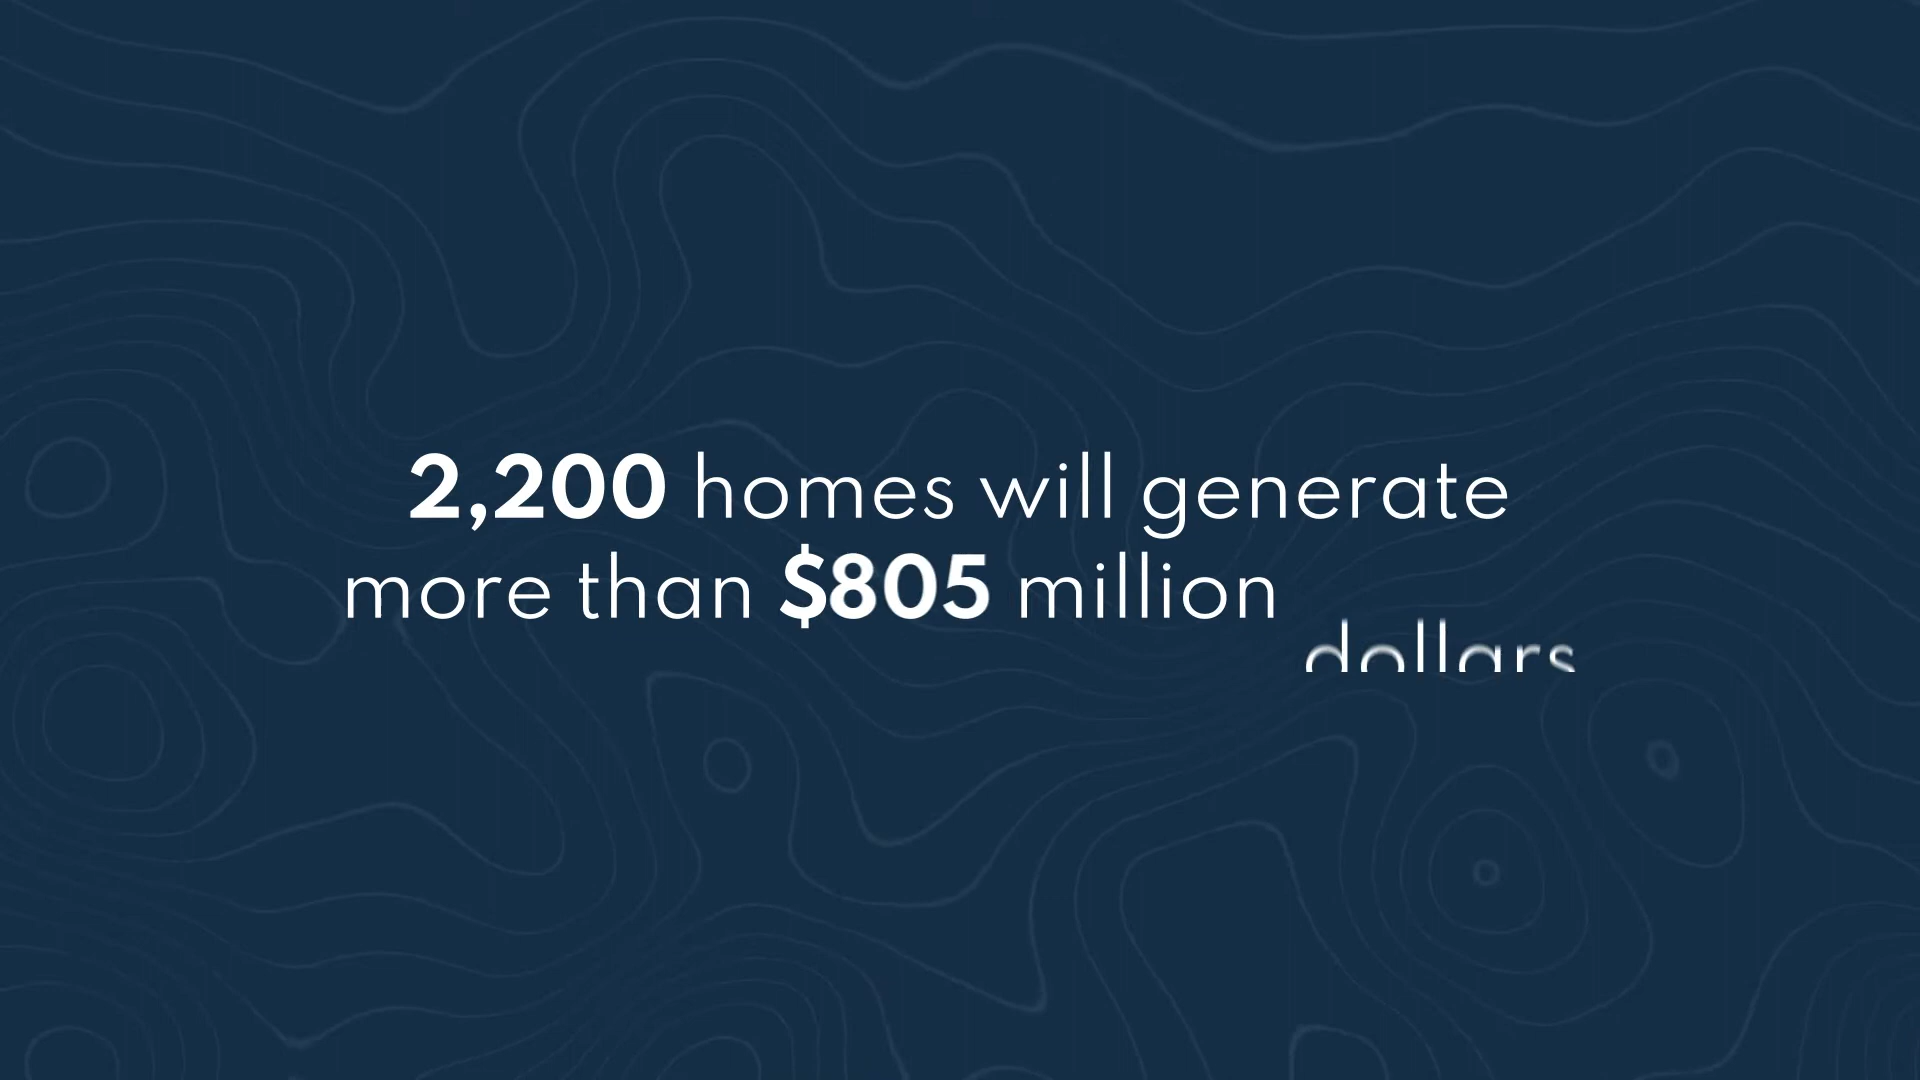 2,200 homes will generate
more than $805 million dollars